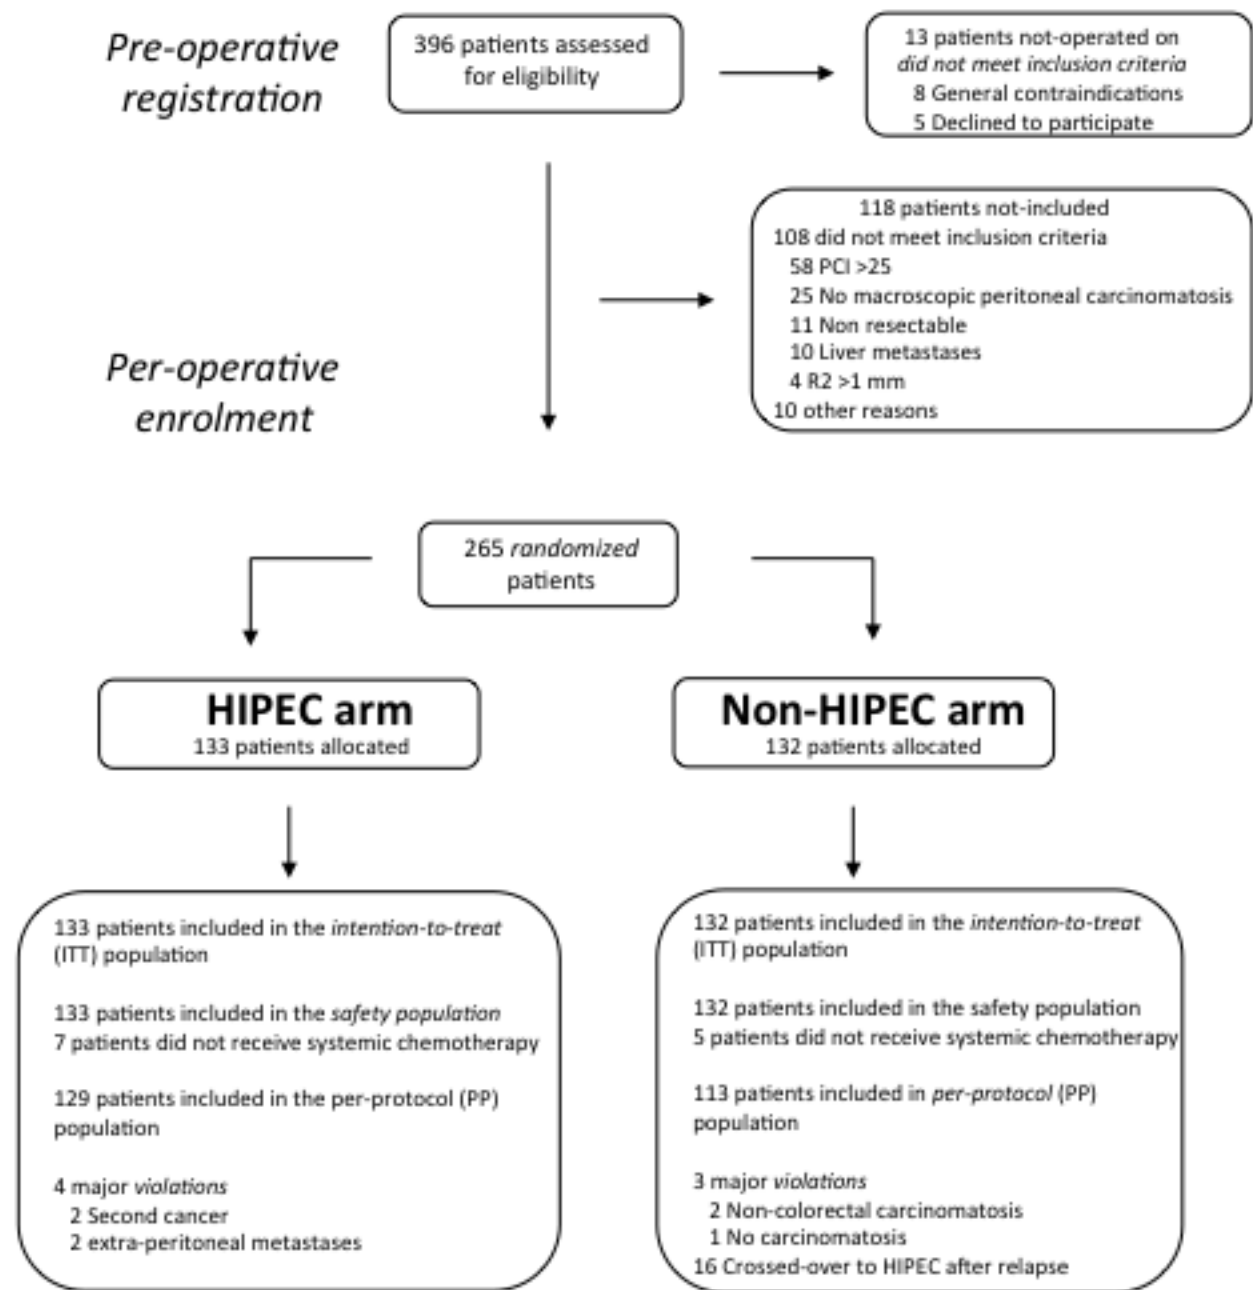 Pre-operative
registration
396 patients assessed
for eligibility
13 patients not-operated on
did not meet inclusion criteria
8 General contraindications
5 Declined to participate
118 patients not-included
108 did not meet inclusion criteria
58 PCI >25
25 No macroscopic peritoneal carcinomatosis
11 Non resectable
10 Liver metastases
4 R2 >1 mm
10 other reasons
Per-operative
enrolment
265 randomized
patients
HIPEC arm
133 patients allocated
Non-HIPEC arm
132 patients allocated
133 patients included in the intention-to-treat
(ITT) population
133 patients included in the safety population
7 patients did not receive systemic chemotherapy
129 patients included in the per-protocol (PP)
population
4 major violations
2 Second cancer
2 extra-peritoneal metastases
132 patients included in the intention-to-treat
(ITT) population
132 patients included in the safety population
5 patients did not receive systemic chemotherapy
113 patients included in per-protocol (PP)
population
3 major violations
2 Non-colorectal carcinomatosis
1 No carcinomatosis
16 Crossed-over to HIPEC after relapse